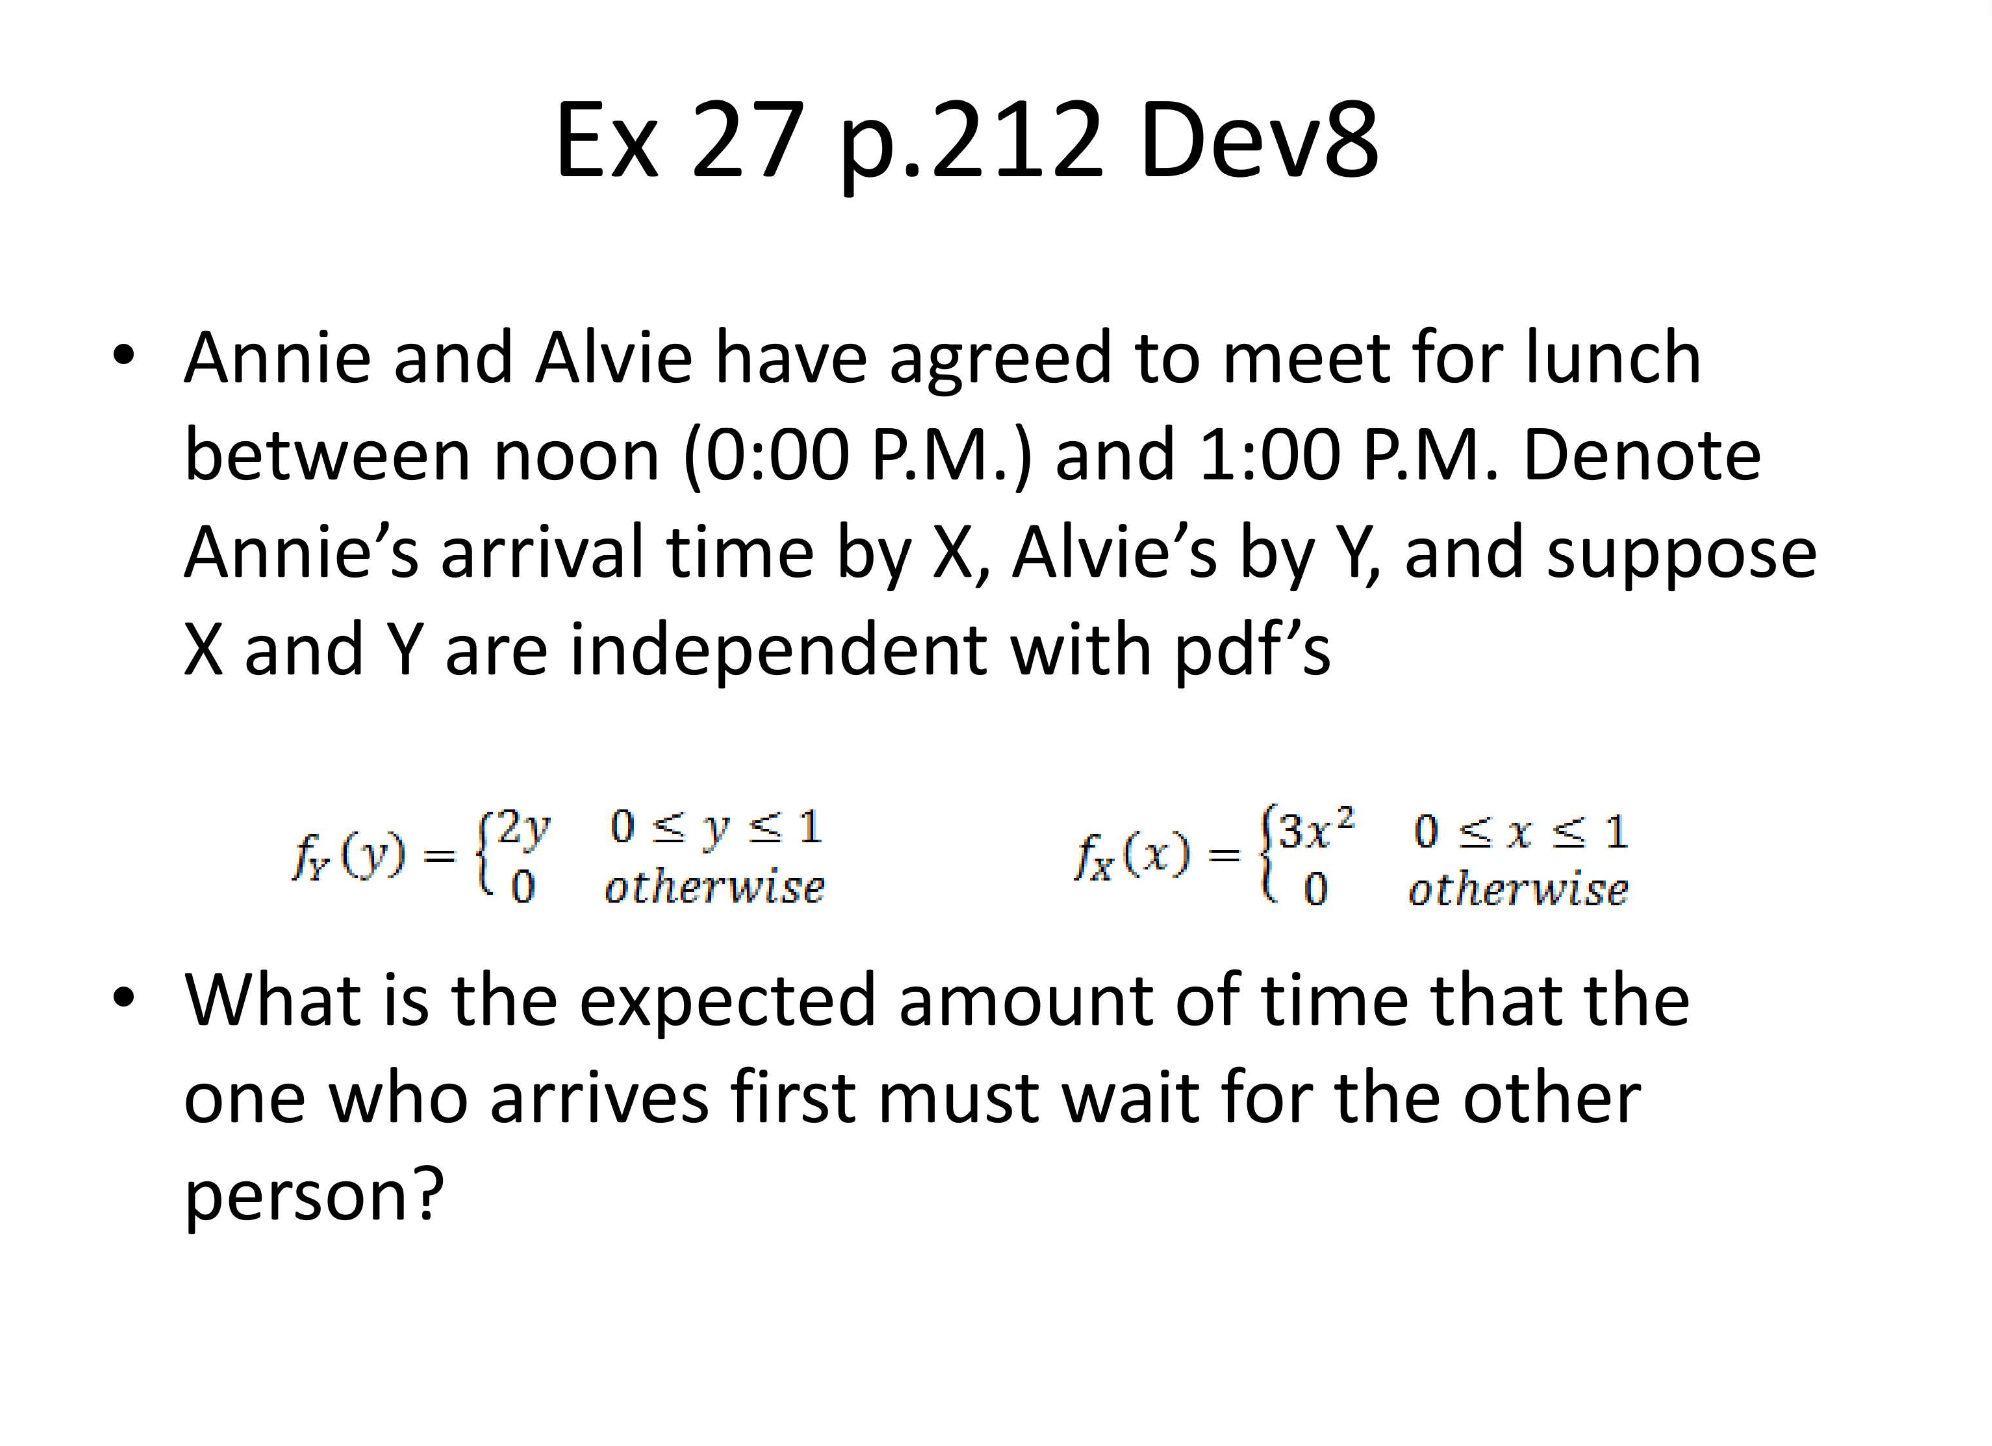 Ex 27 p.212 Dev8
• Annie and Alvie have agreed to meet for lunch
between noon (0:00 P.M.) and 1:00 P.M. Denote
Annie’s arrival time by X, Alvie’s by Y, and suppose
X and Y are independent with pdf’s
f_Y(y) = {2y 0 ≤ y ≤ 1
0 otherwise
f_X(x) = {3x² 0 ≤ x ≤ 1
0 otherwise
• What is the expected amount of time that the
one who arrives first must wait for the other
person?